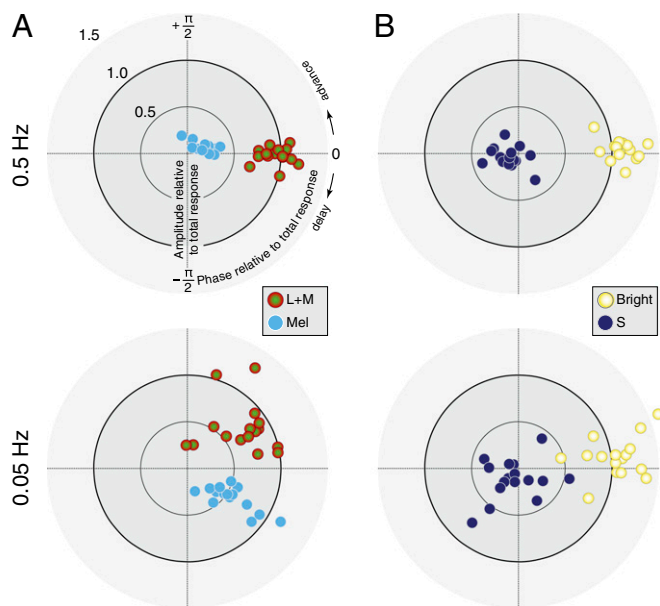 A
B
1.5
+ π/2
1.0
advance
0.5
0.5 Hz
0
Amplitude relative
to total response
delay
Phase relative to total response
− π/2
L+M
Mel
Bright
S
0.05 Hz